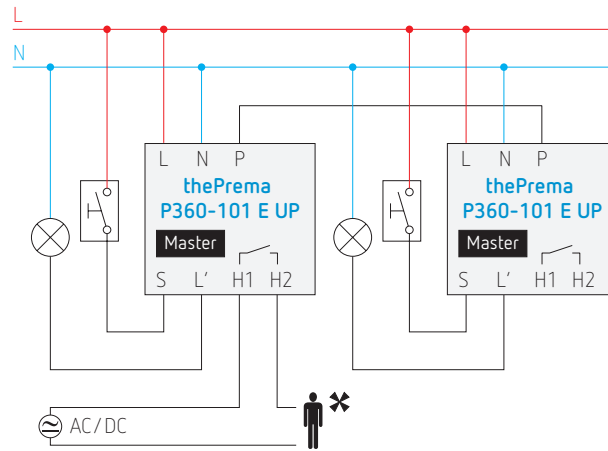 L
N
L N P
thePrema
P360-101 E UP
Master
S L’ H1 H2
L N P
thePrema
P360-101 E UP
Master
S L’ H1 H2
AC/DC